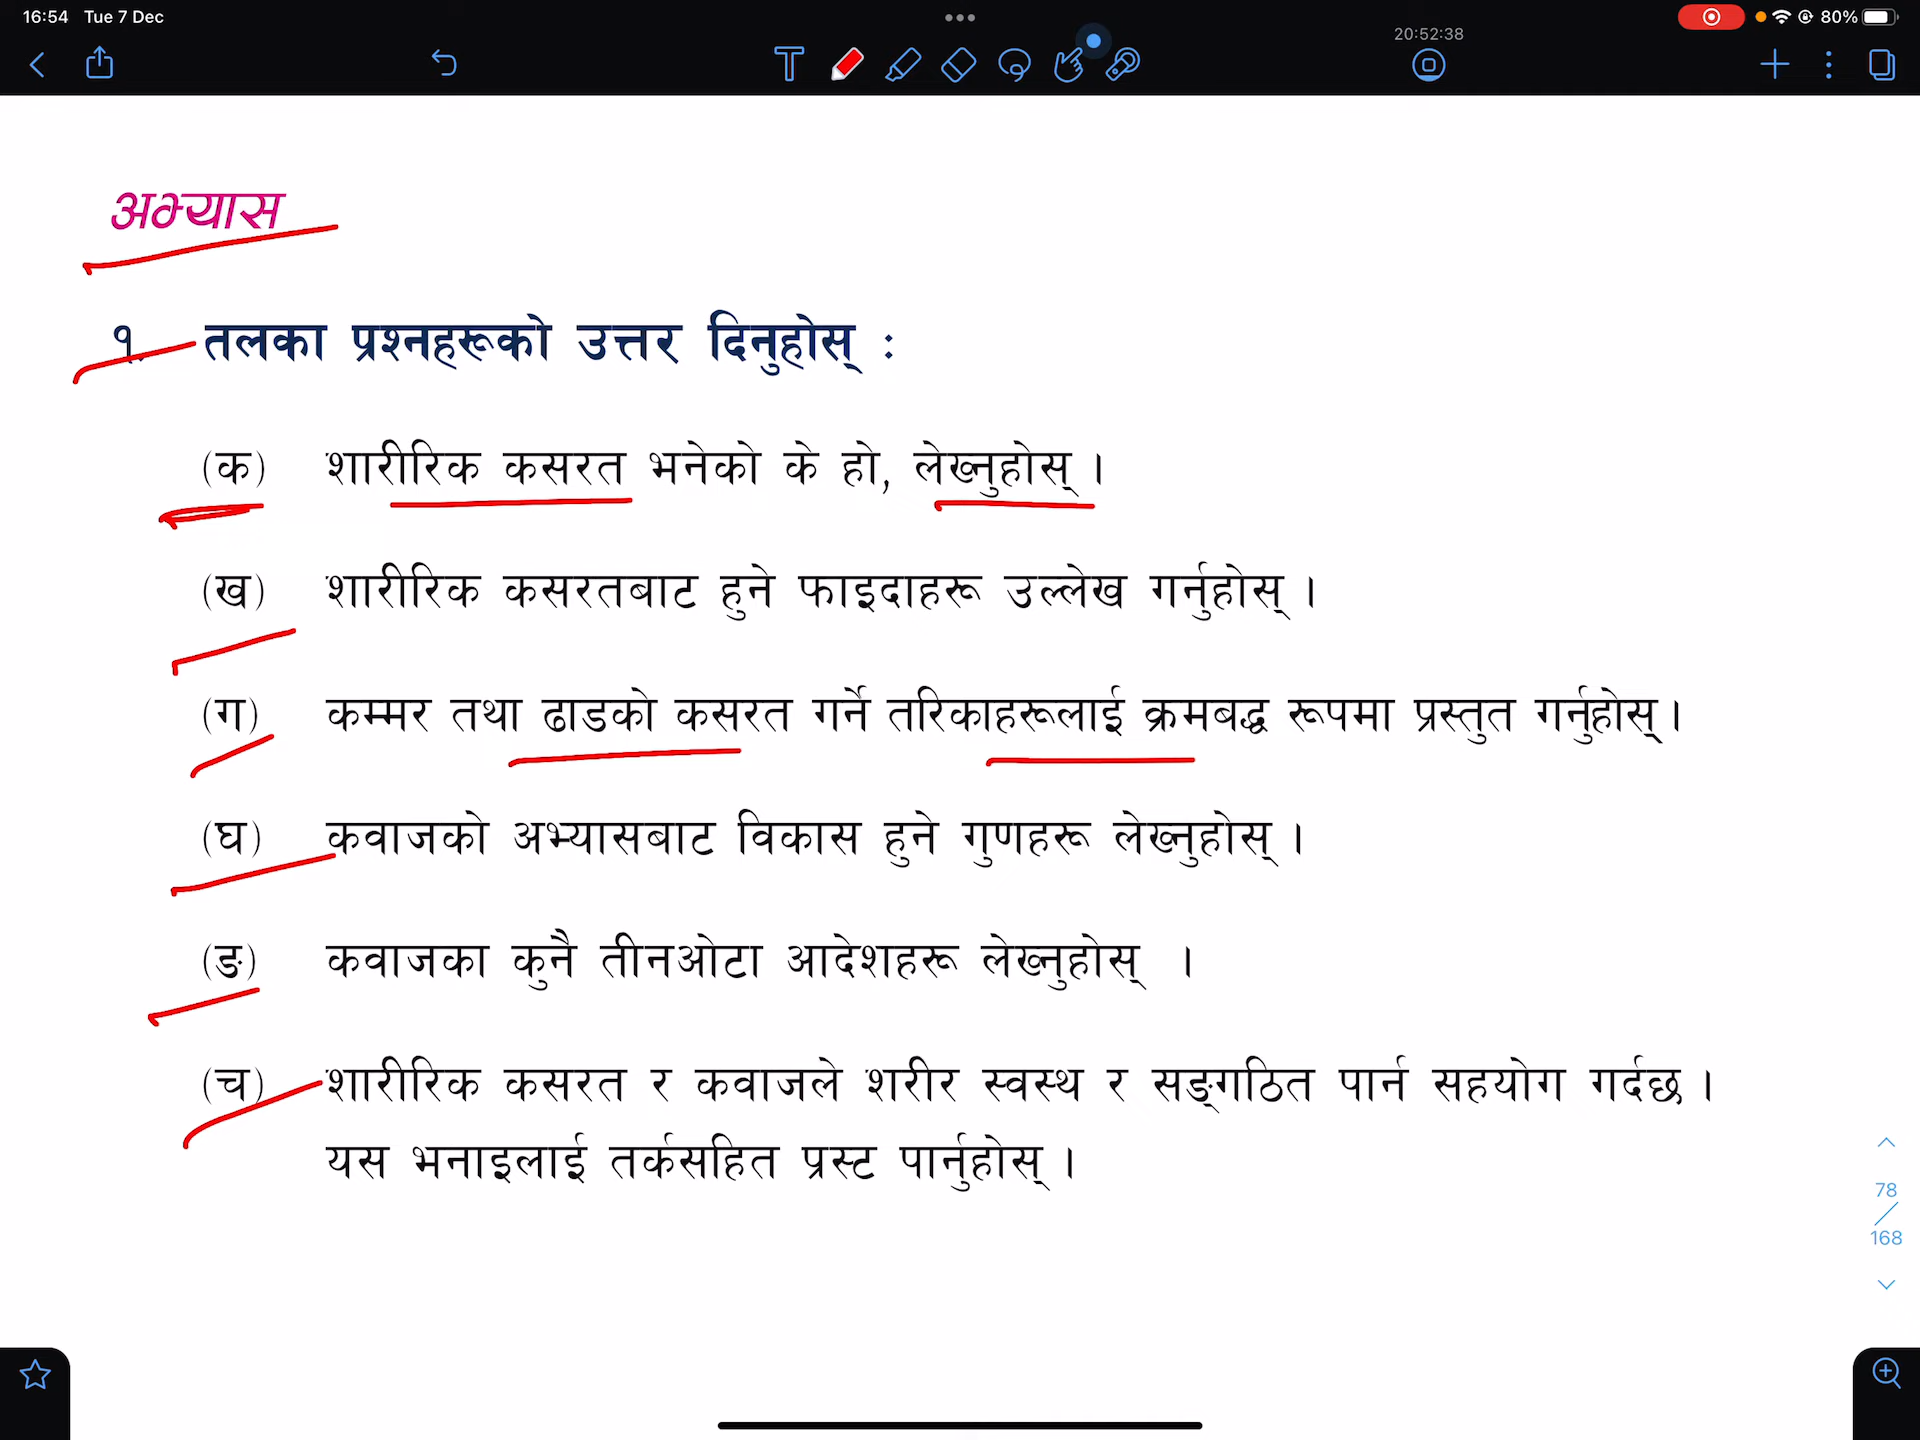 16:54 Tue 7 Dec
80%
20:52:38
अभ्यास
१. तलका प्रश्नहरूको उत्तर दिनुहोस् :
(क) शारीरिक कसरत भनेको के हो, लेख्नुहोस् ।
(ख) शारीरिक कसरतबाट हुने फाइदाहरू उल्लेख गर्नुहोस् ।
(ग) कम्मर तथा ढाडको कसरत गर्ने तरिकाहरूलाई क्रमबद्ध रूपमा प्रस्तुत गर्नुहोस् ।
(घ) कवाजको अभ्यासबाट विकास हुने गुणहरू लेख्नुहोस् ।
(ङ) कवाजका कुनै तीनओटा आदेशहरू लेख्नुहोस् ।
(च) शारीरिक कसरत र कवाजले शरीर स्वस्थ र सङ्गठित पार्न सहयोग गर्दछ ।
यस भनाइलाई तर्कसहित प्रस्ट पार्नुहोस् ।
78
168